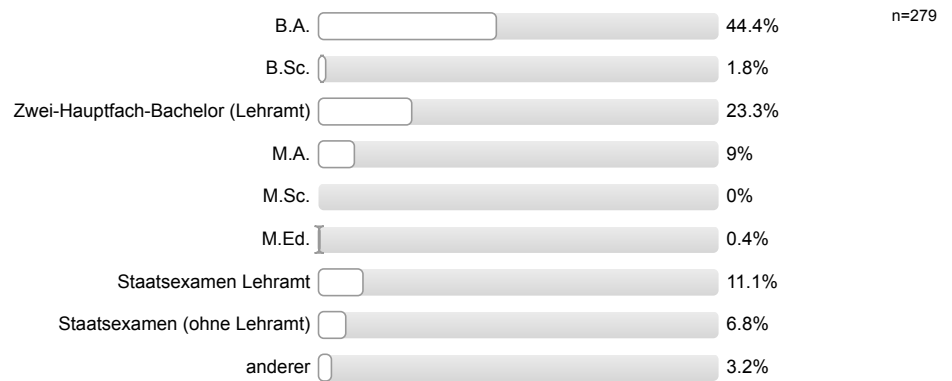 n=279
B.A. 44.4%
B.Sc. 1.8%
Zwei-Hauptfach-Bachelor (Lehramt) 23.3%
M.A. 9%
M.Sc. 0%
M.Ed. 0.4%
Staatsexamen Lehramt 11.1%
Staatsexamen (ohne Lehramt) 6.8%
anderer 3.2%